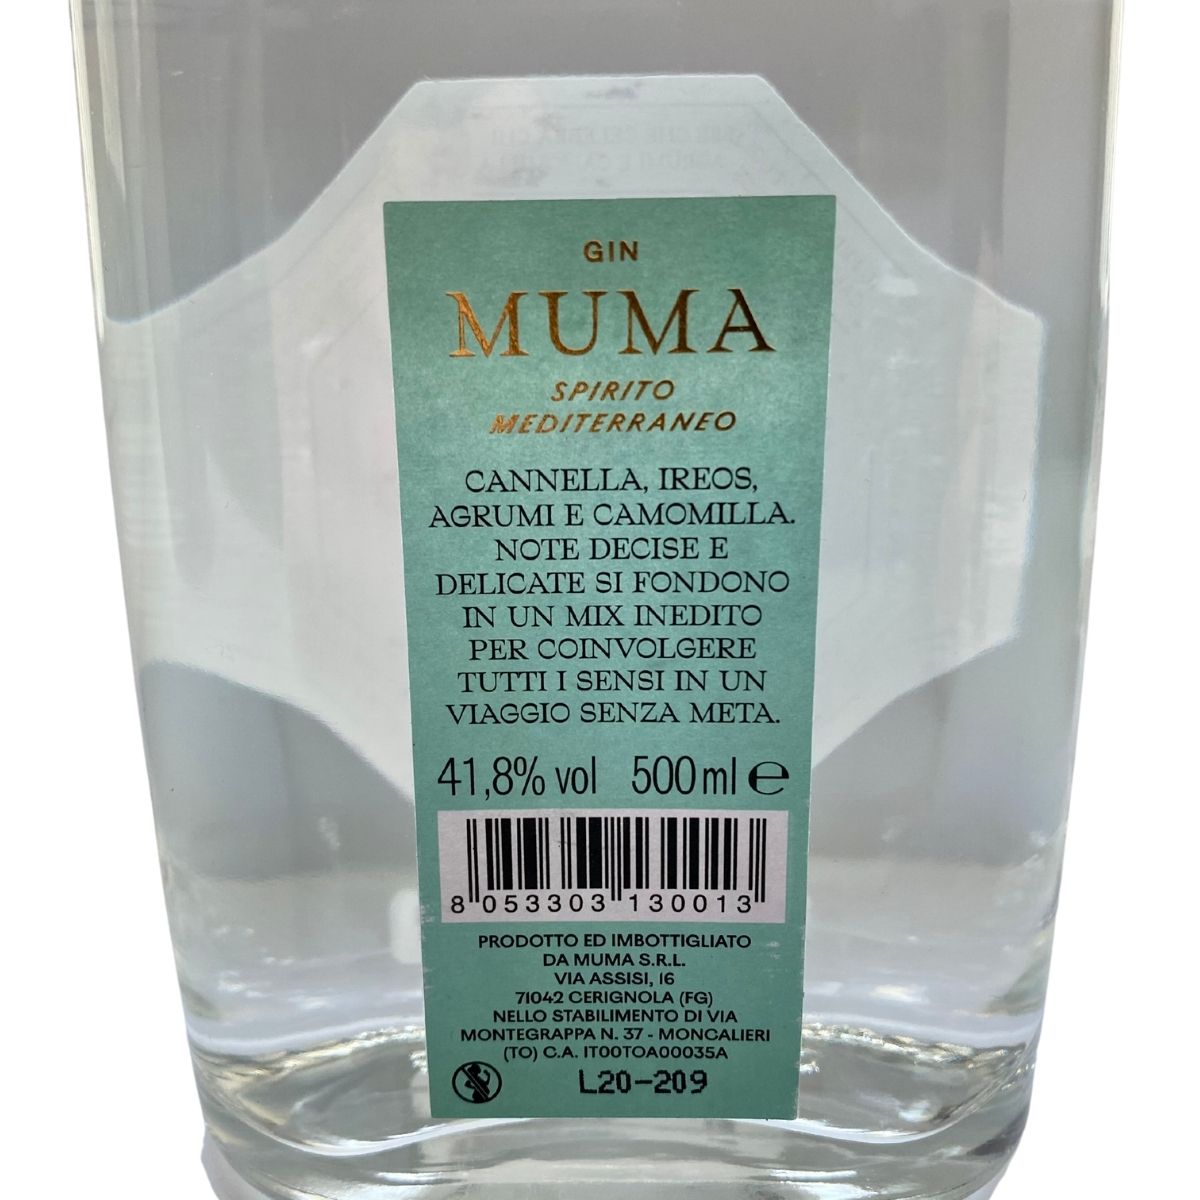 GIN
MUMA
SPIRITO
MEDITERRANEO
CANNELLA, IREOS,
AGRUMI E CAMOMILLA.
NOTE DECISE E
DELICATE SI FONDONO
IN UN MIX INEDITO
PER COINVOLGERE
TUTTI I SENSI IN UN
VIAGGIO SENZA META.
41,8% vol 500ml e
8 053303 130013
PRODOTTO ED IMBOTTIGLIATO
DA MUMA S.R.L.
VIA ASSISI, 16
71042 CERIGNOLA (FG)
NELLO STABILIMENTO DI VIA
MONTEGRAPPA N. 37 - MONCALIERI
(TO) C.A. IT00TOA00035A
L20-209